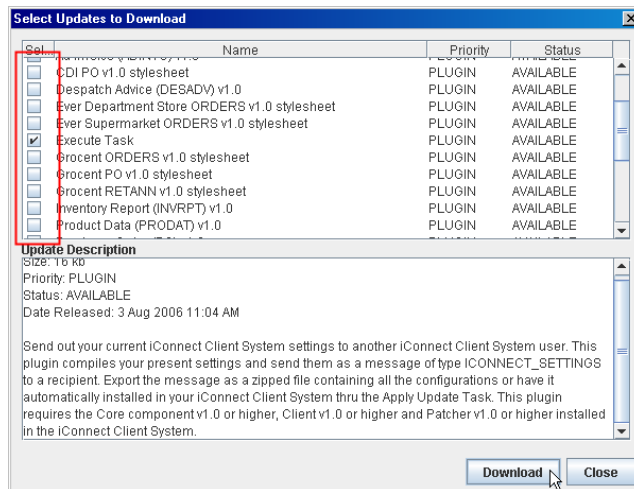 Select Updates to Download
Sel... Name Priority Status
CDI PO v1.0 stylesheet PLUGIN AVAILABLE
Despatch Advice (DESADV) v1.0 PLUGIN AVAILABLE
Ever Department Store ORDERS v1.0 stylesheet PLUGIN AVAILABLE
Ever Supermarket ORDERS v1.0 stylesheet PLUGIN AVAILABLE
Execute Task PLUGIN AVAILABLE
Grocent ORDERS v1.0 stylesheet PLUGIN AVAILABLE
Grocent PO v1.0 stylesheet PLUGIN AVAILABLE
Grocent RETANN v1.0 stylesheet PLUGIN AVAILABLE
Inventory Report (INVRPT) v1.0 PLUGIN AVAILABLE
Product Data (PRODAT) v1.0 PLUGIN AVAILABLE
Update Description
Size: 16 kb
Priority: PLUGIN
Status: AVAILABLE
Date Released: 3 Aug 2006 11:04 AM
Send out your current iConnect Client System settings to another iConnect Client System user. This
plugin compiles your present settings and send them as a message of type ICONNECT_SETTINGS
to a recipient. Export the message as a zipped file containing all the configurations or have it
automatically installed in your iConnect Client System thru the Apply Update Task. This plugin
requires the Core component v1.0 or higher, Client v1.0 or higher and Patcher v1.0 or higher installed
in the iConnect Client System.
Download Close